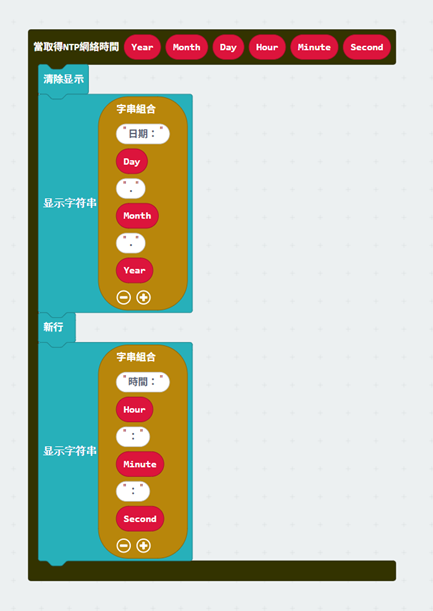 當取得NTP網絡時間 Year Month Day Hour Minute Second
清除显示
字串組合
"日期："
Day
"."
显示字符串 Month
"."
Year
新行
字串組合
"時間："
Hour
":"
显示字符串 Minute
":"
Second